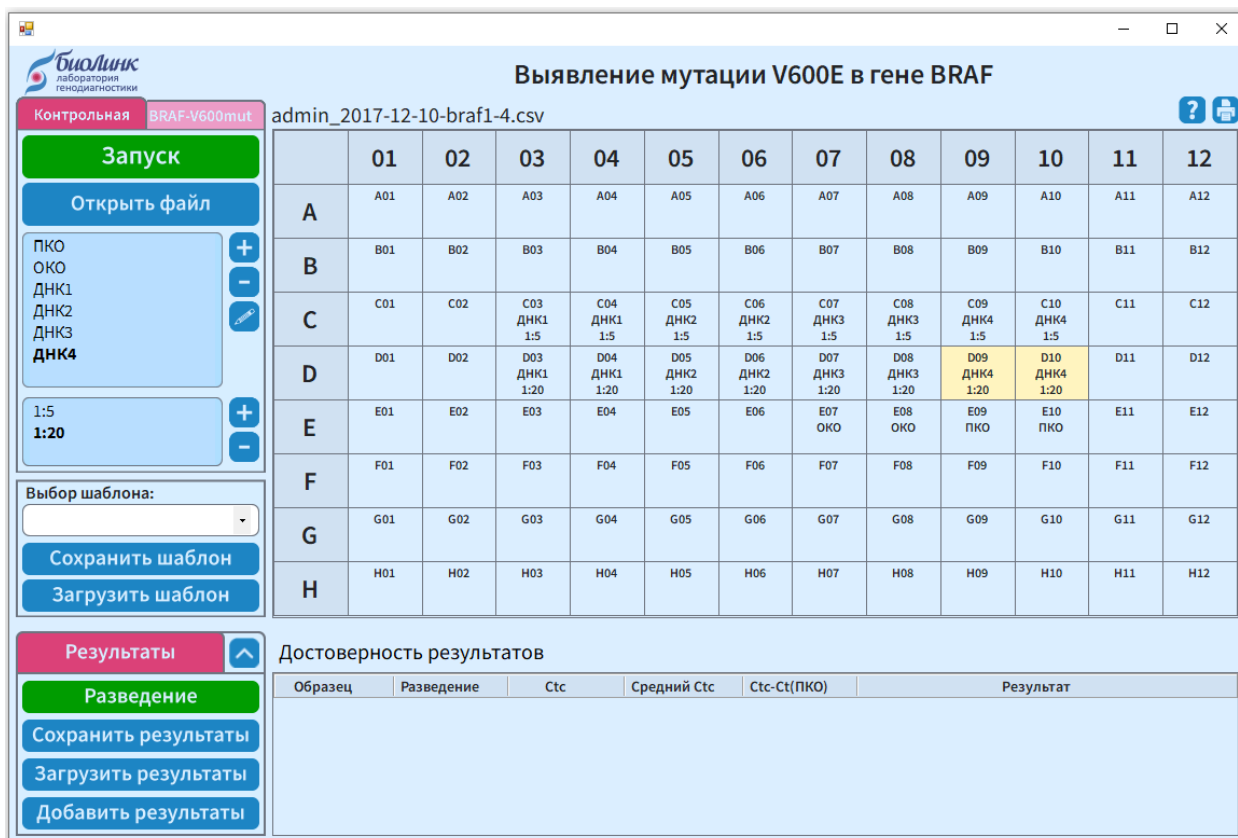 биоЛинк
лаборатория
генодиагностики
Выявление мутации V600E в гене BRAF
Контрольная BRAF-V600mut admin_2017-12-10-braf1-4.csv ?
Запуск
Открыть файл
ПКО
ОКО
ДНК1
ДНК2
ДНК3
ДНК4
1:5
1:20
Выбор шаблона:
Сохранить шаблон
Загрузить шаблон
01 02 03 04 05 06 07 08 09 10 11 12
A01 A02 A03 A04 A05 A06 A07 A08 A09 A10 A11 A12
A
B01 B02 B03 B04 B05 B06 B07 B08 B09 B10 B11 B12
B
C01 C02 C03 C04 C05 C06 C07 C08 C09 C10 C11 C12
C ДНК1 ДНК1 ДНК2 ДНК2 ДНК3 ДНК3 ДНК4 ДНК4
1:5 1:5 1:5 1:5 1:5 1:5 1:5 1:5
D01 D02 D03 D04 D05 D06 D07 D08 D09 D10 D11 D12
D ДНК1 ДНК1 ДНК2 ДНК2 ДНК3 ДНК3 ДНК4 ДНК4
1:20 1:20 1:20 1:20 1:20 1:20 1:20 1:20
E01 E02 E03 E04 E05 E06 E07 E08 E09 E10 E11 E12
E ОКО ОКО ПКО ПКО
F01 F02 F03 F04 F05 F06 F07 F08 F09 F10 F11 F12
F
G01 G02 G03 G04 G05 G06 G07 G08 G09 G10 G11 G12
G
H01 H02 H03 H04 H05 H06 H07 H08 H09 H10 H11 H12
H
Результаты
Разведение
Сохранить результаты
Загрузить результаты
Добавить результаты
Достоверность результатов
Образец Разведение Ctc Средний Ctc Ctc-Ct(ПКО) Результат